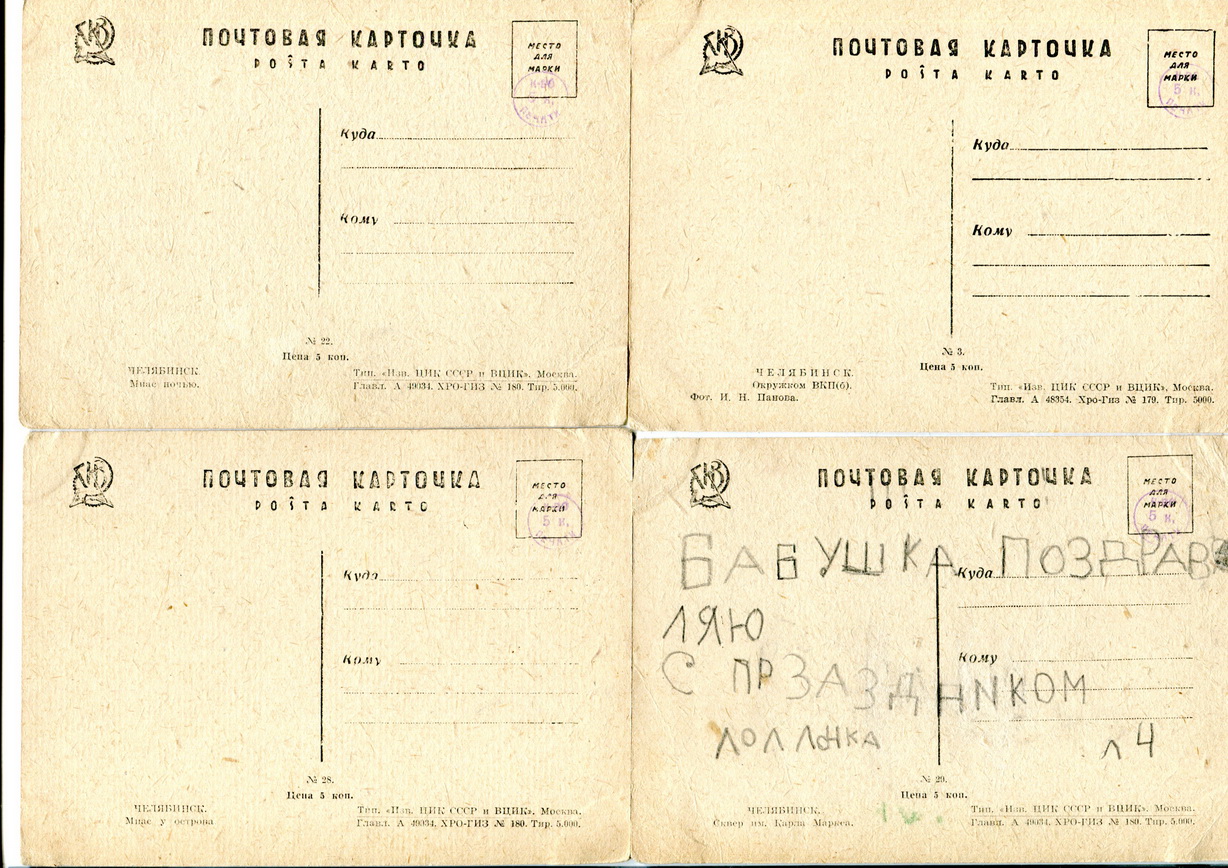 ПОЧТОВАЯ КАРТОЧКА
POŜTA KARTO
МЕСТО
ДЛЯ
МАРКИ
Куда
Кому
№ 22.
Цена 5 коп.
ЧЕЛЯБИНСК.
Миас ночью.
Тип. «Изв. ЦИК СССР и ВЦИК», Москва.
Главл. А 49034. ХРО-ГИЗ № 180. Тир. 5.000.
ПОЧТОВАЯ КАРТОЧКА
POŜTA KARTO
МЕСТО
ДЛЯ
МАРКИ
5 к.
Куда
Кому
№ 3.
Цена 5 коп.
ЧЕЛЯБИНСК.
Окружком ВКП(б).
Фот. И. Н. Панова.
Тип. «Изв. ЦИК СССР и ВЦИК», Москва.
Главл. А 48354. Хро-Гиз № 179. Тир. 5000.
ПОЧТОВАЯ КАРТОЧКА
POŜTA KARTO
МЕСТО
ДЛЯ
МАРКИ
5 к.
Куда
Кому
№ 28.
Цена 5 коп.
ЧЕЛЯБИНСК.
Миас у острова
Тип. «Изв. ЦИК СССР и ВЦИК», Москва.
Главл. А 49034. ХРО-ГИЗ № 180. Тир. 5.000.
ПОЧТОВАЯ КАРТОЧКА
POŜTA KARTO
МЕСТО
ДЛЯ
МАРКИ
5 к.
БАБУШКА ПОЗДРАВ
Куда
ЛЯЮ
Кому
С ПРЗАЗДНИКОМ
Л 4
№ 29.
Цена 5 коп.
ЧЕЛЯБИНСК.
Сквер им. Карла Маркса.
Тип. «Изв. ЦИК СССР и ВЦИК», Москва.
Главл. А 49034. ХРО-ГИЗ № 180. Тир. 5.000.